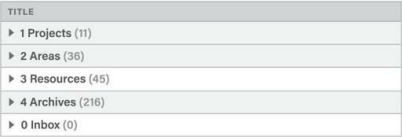 TITLE
1 Projects (11)
2 Areas (36)
3 Resources (45)
4 Archives (216)
0 Inbox (0)